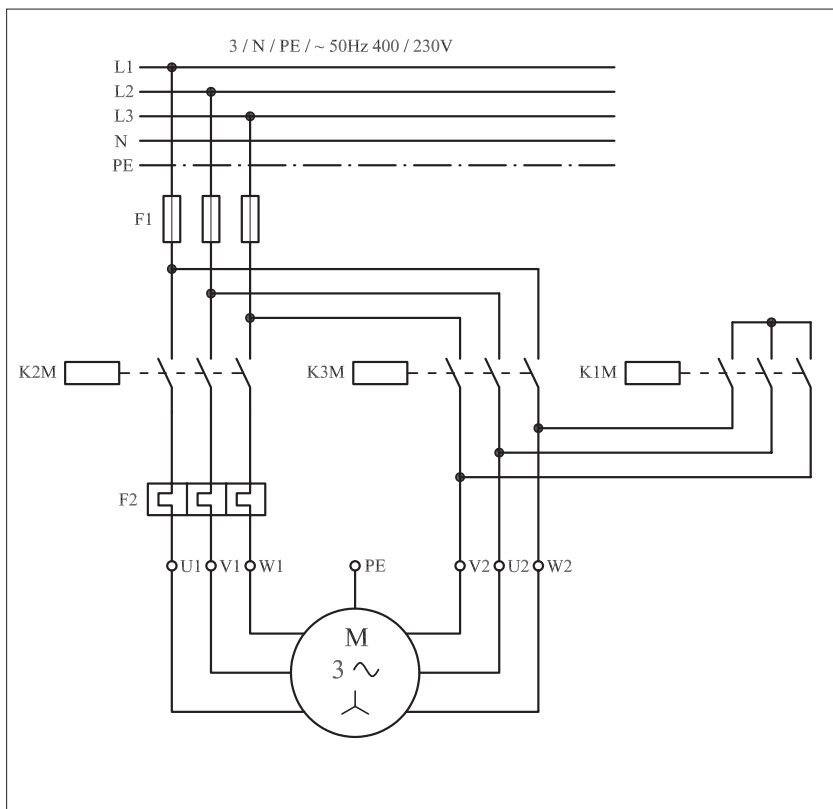 3 / N / PE / ~ 50Hz 400 / 230V
L1
L2
L3
N
PE
F1
K2M
K3M
K1M
F2
U1 V1 W1 PE V2 U2 W2
M
3 ~